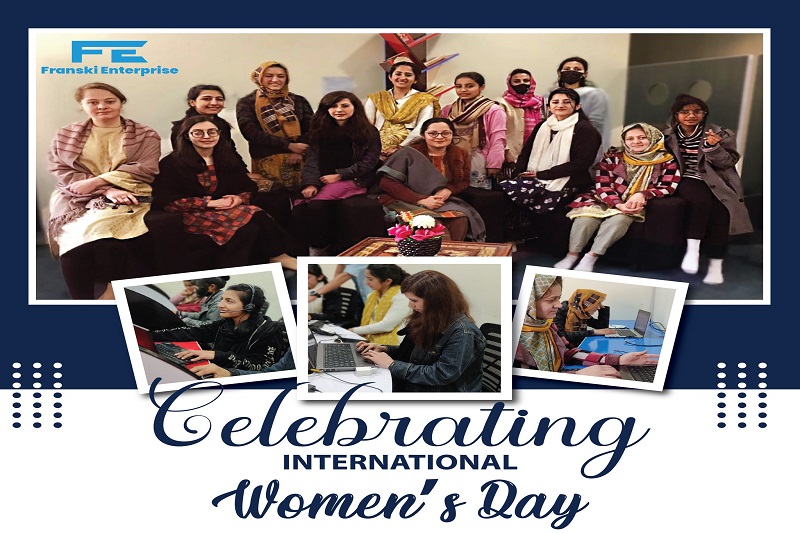 FE
Franski Enterprise
Celebrating
INTERNATIONAL
Women's Day